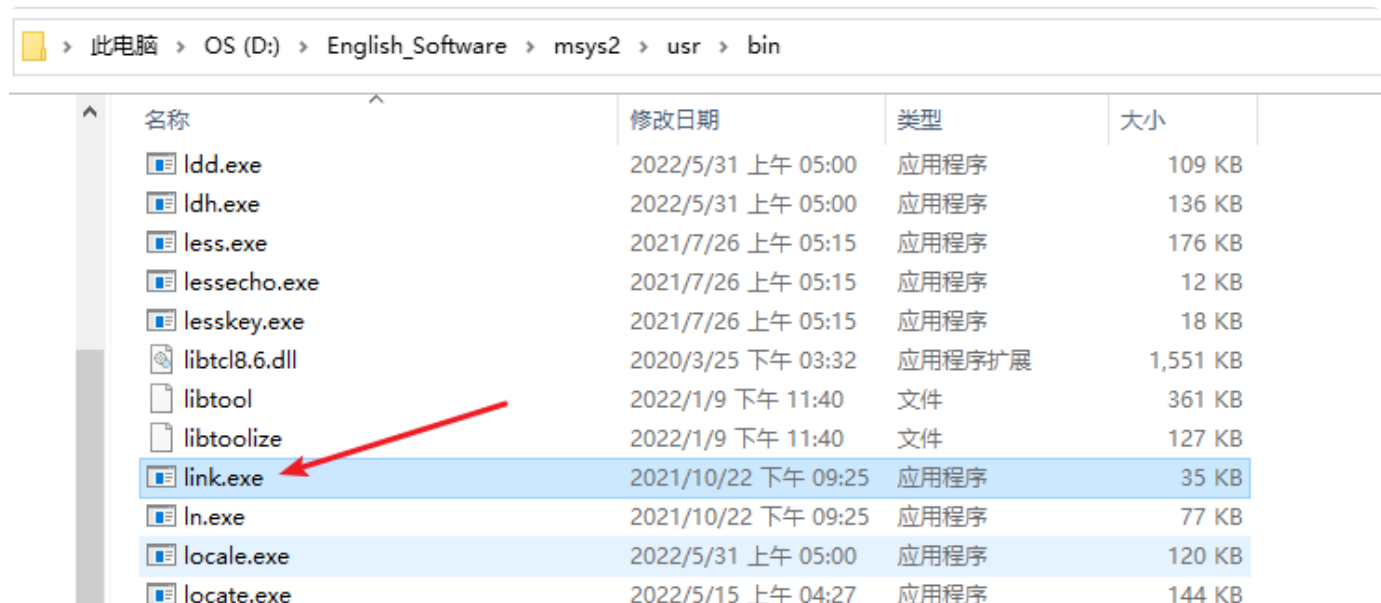 此电脑 > OS (D:) > English_Software > msys2 > usr > bin
名称 修改日期 类型 大小
ldd.exe 2022/5/31 上午 05:00 应用程序 109 KB
ldh.exe 2022/5/31 上午 05:00 应用程序 136 KB
less.exe 2021/7/26 上午 05:15 应用程序 176 KB
lessecho.exe 2021/7/26 上午 05:15 应用程序 12 KB
lesskey.exe 2021/7/26 上午 05:15 应用程序 18 KB
libtcl8.6.dll 2020/3/25 下午 03:32 应用程序扩展 1,551 KB
libtool 2022/1/9 下午 11:40 文件 361 KB
libtoolize 2022/1/9 下午 11:40 文件 127 KB
link.exe 2021/10/22 下午 09:25 应用程序 35 KB
ln.exe 2021/10/22 下午 09:25 应用程序 77 KB
locale.exe 2022/5/31 上午 05:00 应用程序 120 KB
locate.exe 2022/5/15 上午 04:27 应用程序 144 KB